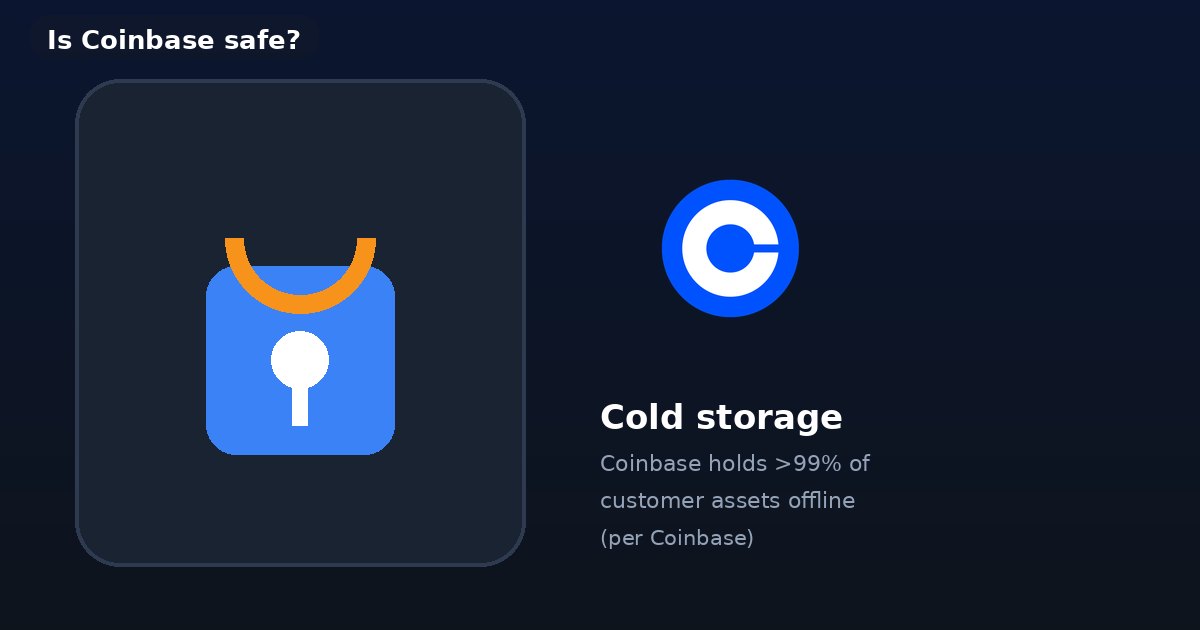 Is Coinbase safe?
Cold storage
Coinbase holds >99% of
customer assets offline
(per Coinbase)